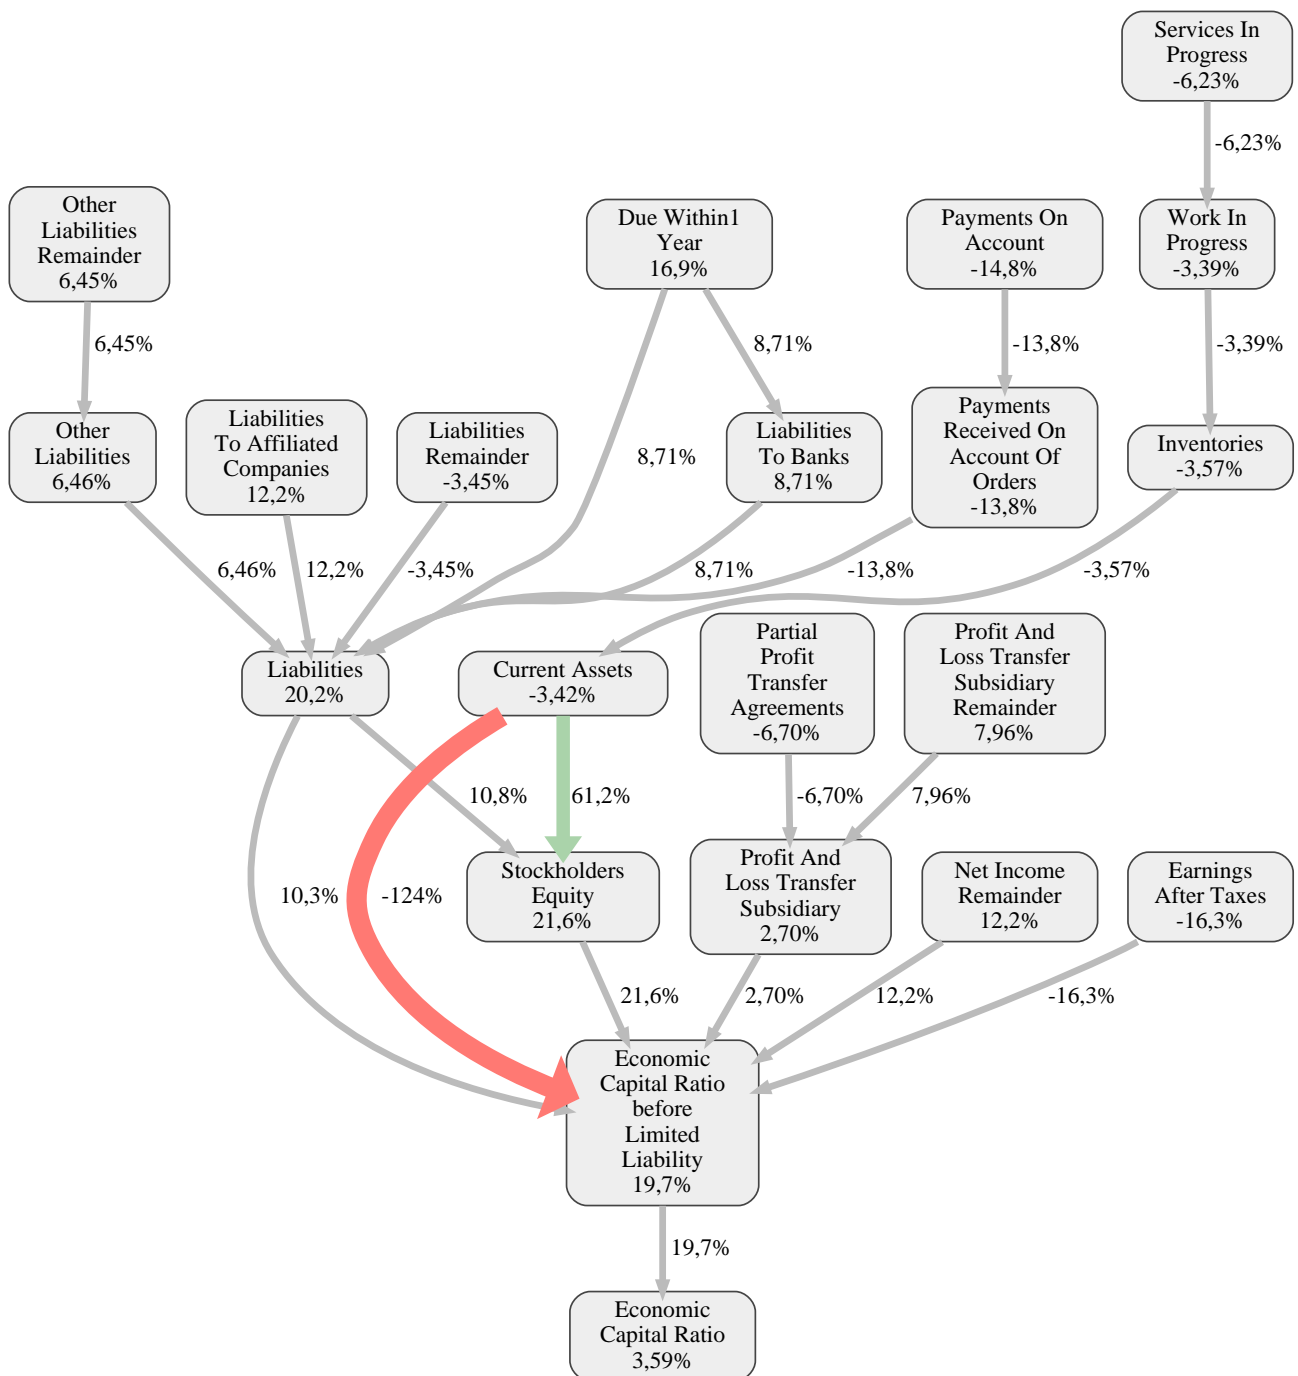 Services In
Progress
-6,23%
-6,23%
Other
Liabilities
Remainder
6,45%
Due Within1
Year
16,9%
Payments On
Account
-14,8%
Work In
Progress
-3,39%
6,45%
8,71%
-13,8%
-3,39%
Other
Liabilities
6,46%
Liabilities
To Affiliated
Companies
12,2%
Liabilities
Remainder
-3,45%
8,71%
Liabilities
To Banks
8,71%
Payments
Received On
Account Of
Orders
-13,8%
Inventories
-3,57%
6,46%
12,2%
-3,45%
8,71%
-13,8%
-3,57%
Liabilities
20,2%
Current Assets
-3,42%
Partial
Profit
Transfer
Agreements
-6,70%
Profit And
Loss Transfer
Subsidiary
Remainder
7,96%
10,8%
61,2%
-6,70%
7,96%
10,3%
-124%
Stockholders
Equity
21,6%
Profit And
Loss Transfer
Subsidiary
2,70%
Net Income
Remainder
12,2%
Earnings
After Taxes
-16,3%
21,6%
2,70%
12,2%
-16,3%
Economic
Capital Ratio
before
Limited
Liability
19,7%
19,7%
Economic
Capital Ratio
3,59%